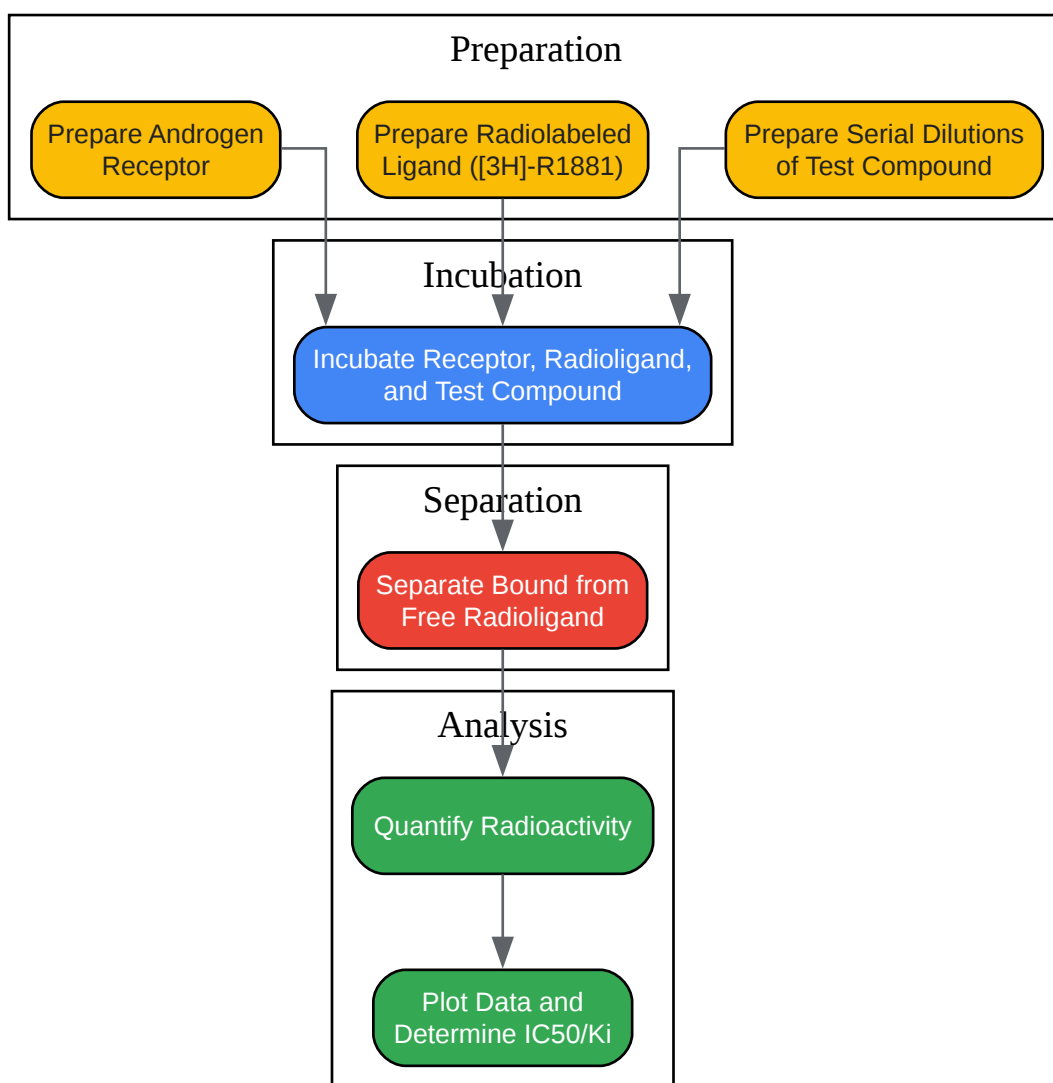 Preparation
Prepare Androgen
Receptor
Prepare Radiolabeled
Ligand ([3H]-R1881)
Prepare Serial Dilutions
of Test Compound
Incubation
Incubate Receptor, Radioligand,
and Test Compound
Separation
Separate Bound from
Free Radioligand
Analysis
Quantify Radioactivity
Plot Data and
Determine IC50/Ki